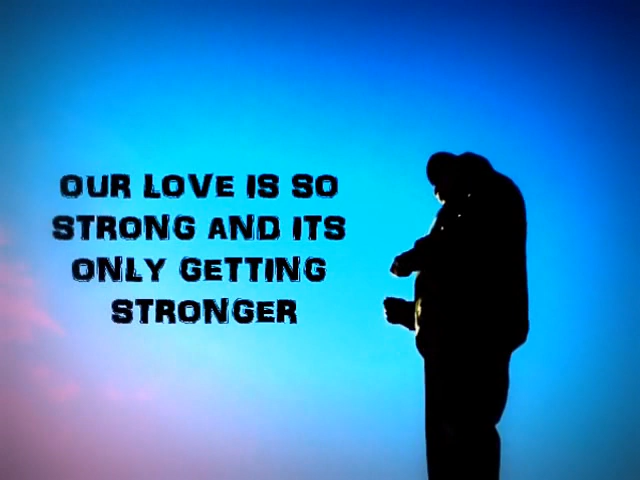 OUR LOVE IS SO
STRONG AND ITS
ONLY GETTING
STRONGER